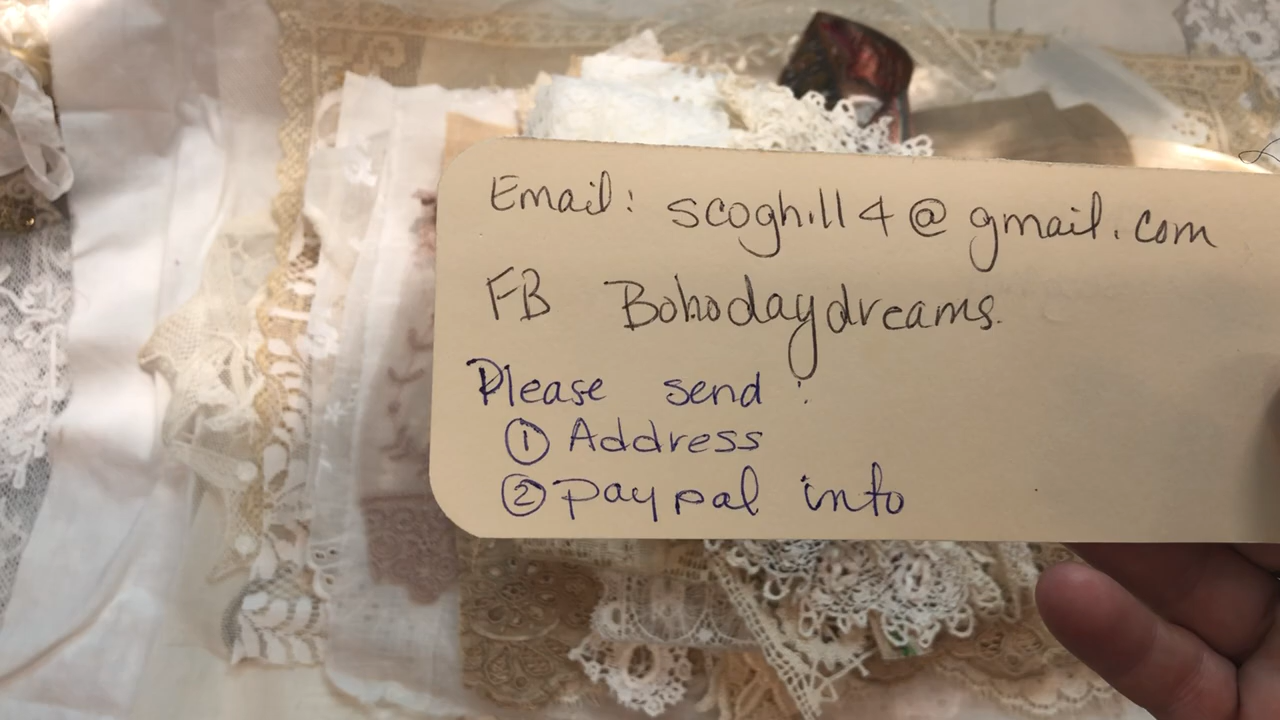 Email: scoghill4@gmail.com
FB Bohodaydreams.
Please send:
① Address
② paypal info